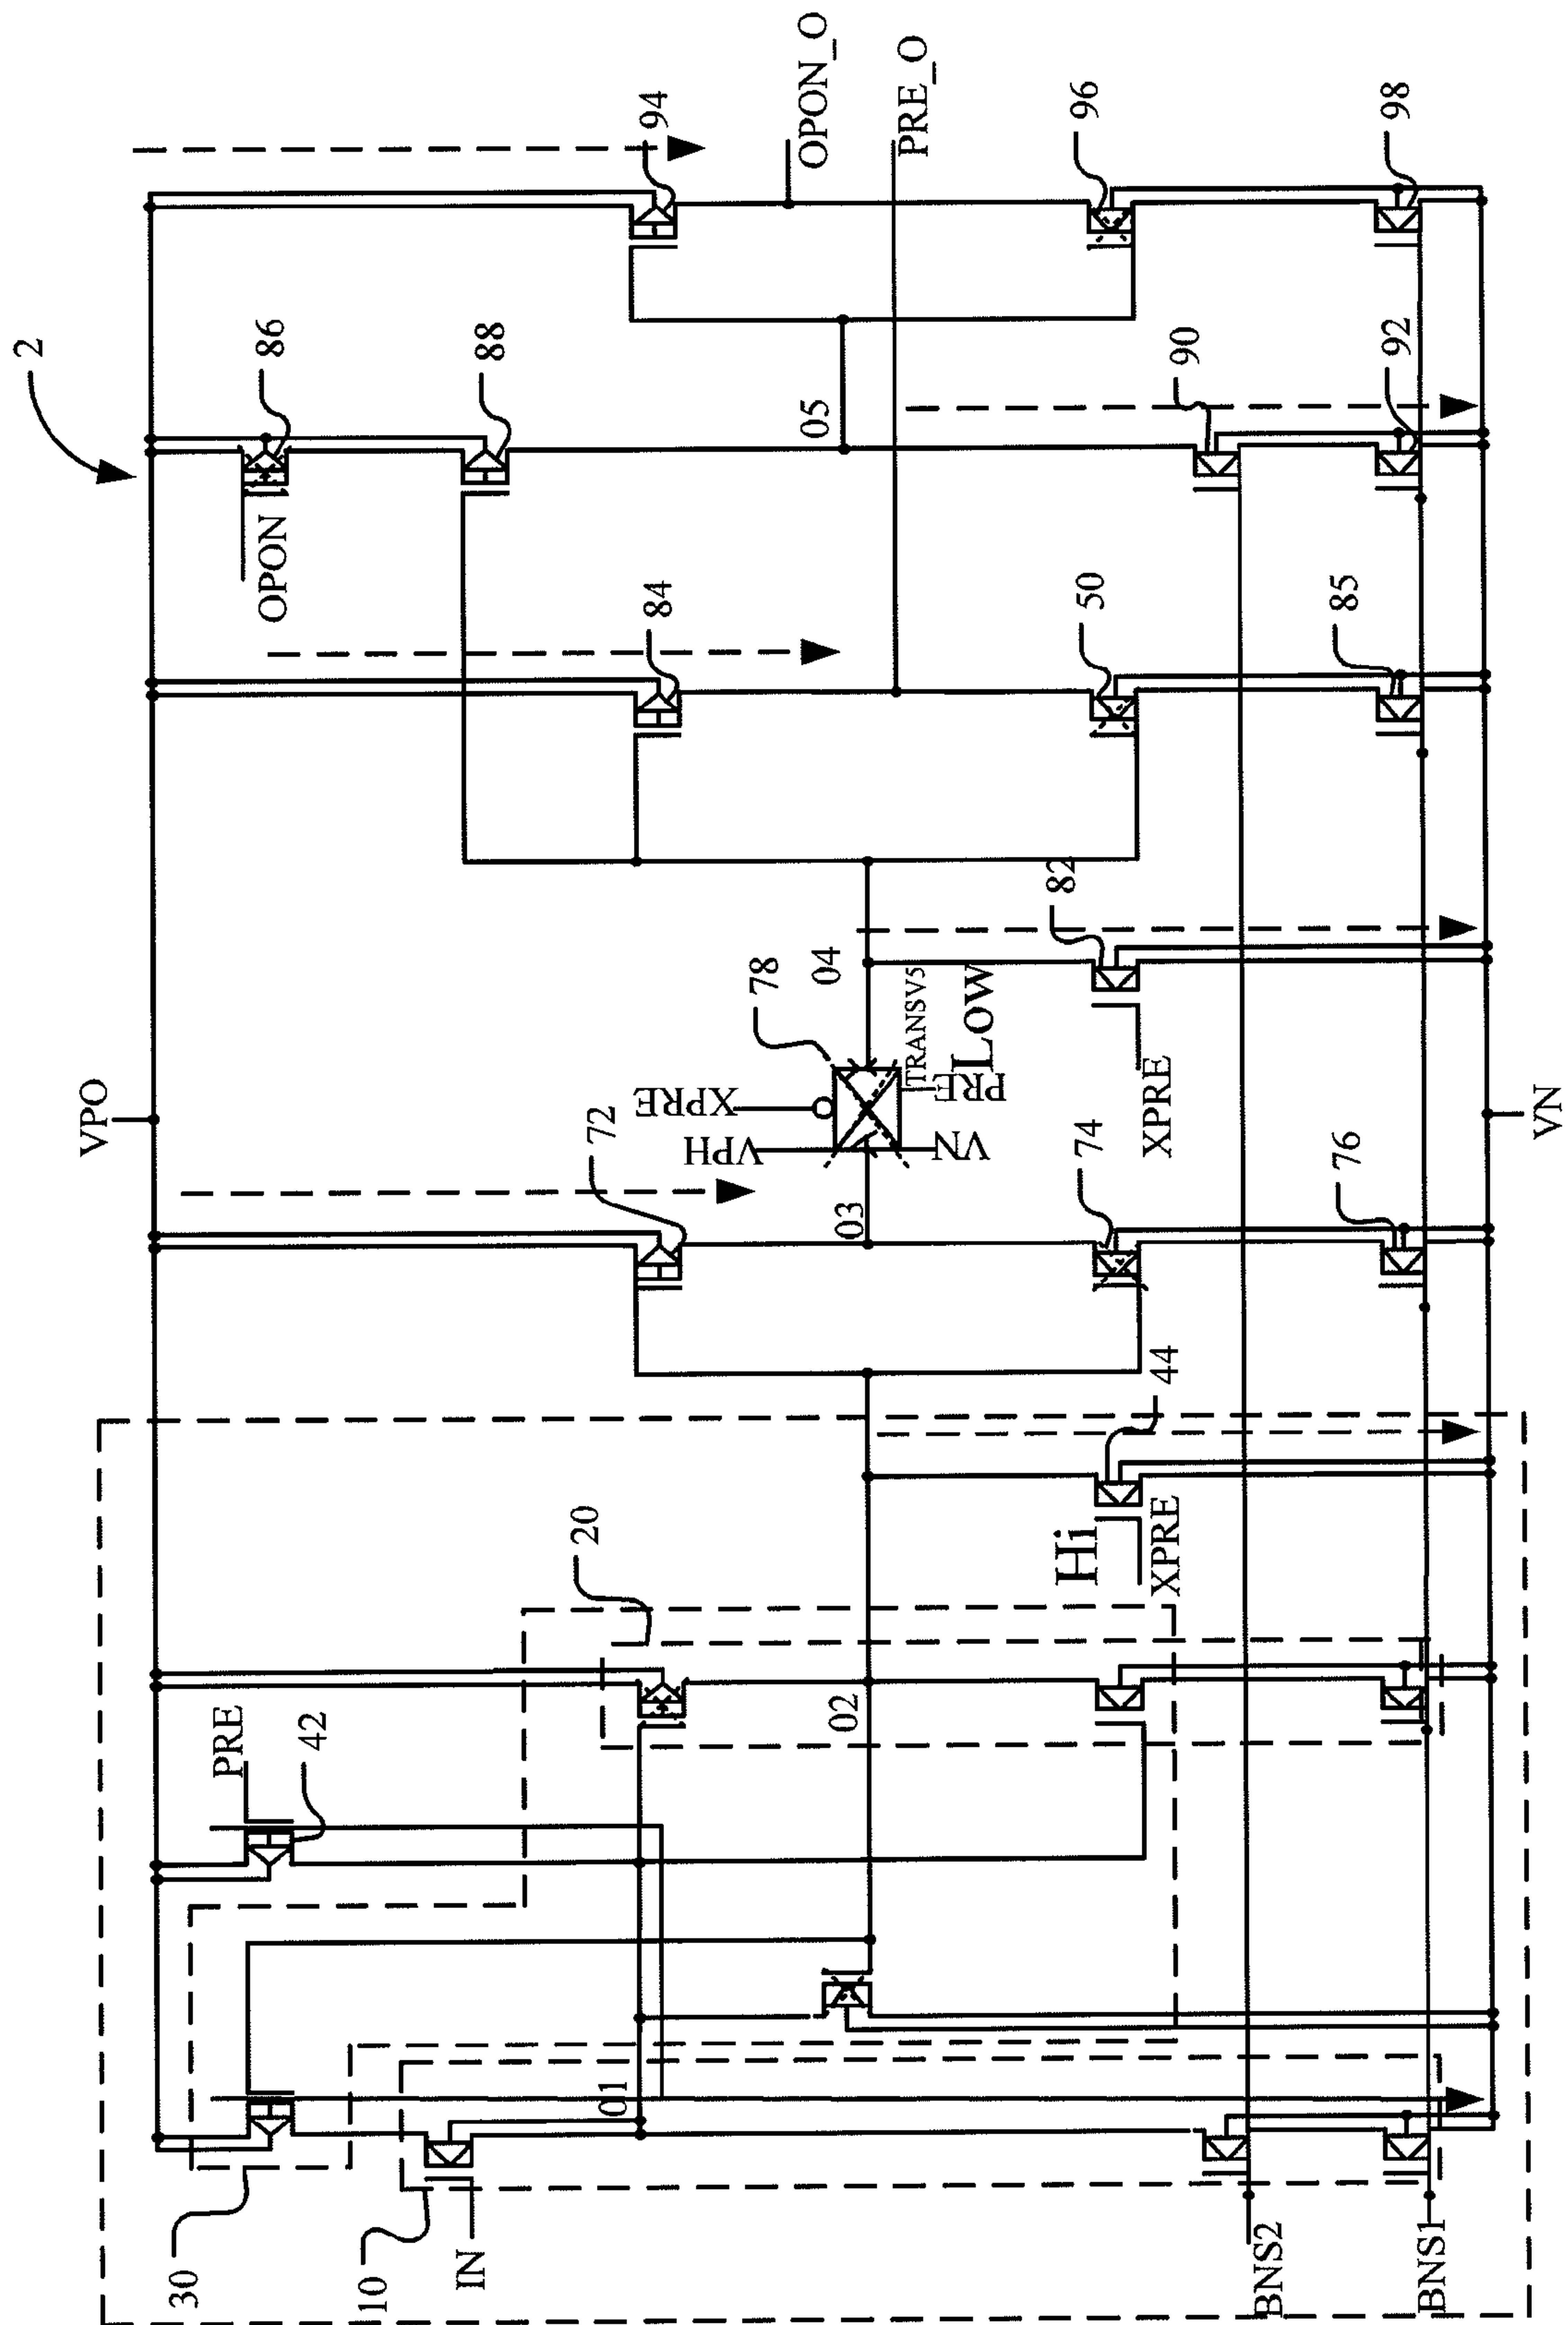 2
VPO
VN
30
10
IN
BNS2
BNS1
01
PRE
42
02
20
Hi
XPRE
44
03
72
74
76
VPH
XPRE
VN
PRE
TRANSV5
Low
78
04
82
XPRE
84
50
85
OPON
86
88
05
90
92
94
OPON_O
PRE_O
96
98